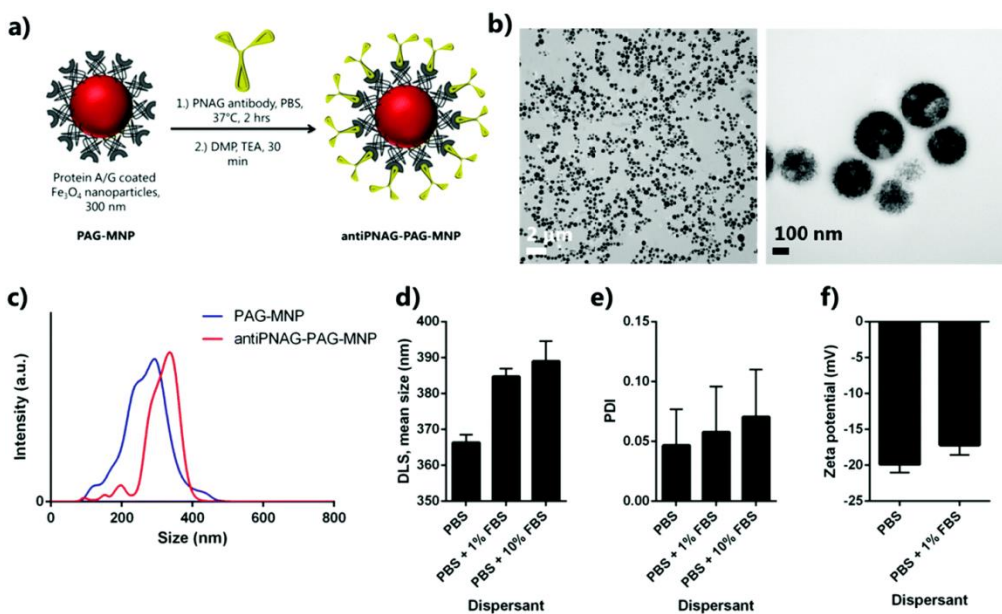 a)
1.) PNAG antibody, PBS,
37°C, 2 hrs
2.) DMP, TEA, 30
min
Protein A/G coated
Fe₃O₄ nanoparticles,
300 nm
PAG-MNP
antiPNAG-PAG-MNP
b)
2 µm
100 nm
c)
PAG-MNP
antiPNAG-PAG-MNP
Intensity (a.u.)
0
0 200 400 600 800
Size (nm)
d)
DLS, mean size (nm)
400
390
380
370
360
350
PBS
PBS + 1% FBS
PBS + 10% FBS
Dispersant
e)
PDI
0.15
0.10
0.05
0.00
PBS
PBS + 1% FBS
PBS + 10% FBS
Dispersant
f)
Zeta potential (mV)
0
-5
-10
-15
-20
-25
PBS
PBS + 1% FBS
Dispersant